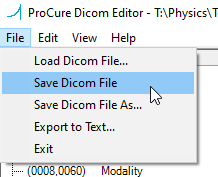 ProCure Dicom Editor - T:\Physics\T
File Edit View Help
Load Dicom File...
Save Dicom File
Save Dicom File As...
Export to Text...
Exit
(0008,0060) Modality